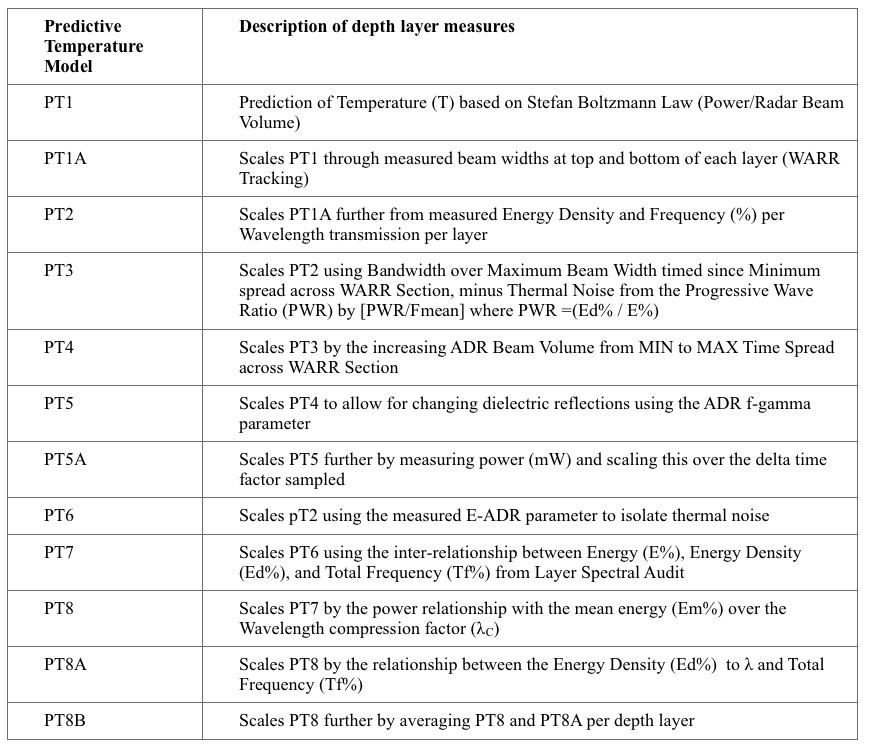 Predictive
Temperature
Model
Description of depth layer measures
PT1
Prediction of Temperature (T) based on Stefan Boltzmann Law (Power/Radar Beam
Volume)
PT1A
Scales PT1 through measured beam widths at top and bottom of each layer (WARR
Tracking)
PT2
Scales PT1A further from measured Energy Density and Frequency (%) per
Wavelength transmission per layer
PT3
Scales PT2 using Bandwidth over Maximum Beam Width timed since Minimum
spread across WARR Section, minus Thermal Noise from the Progressive Wave
Ratio (PWR) by [PWR/Fmean] where PWR =(Ed% / E%)
PT4
Scales PT3 by the increasing ADR Beam Volume from MIN to MAX Time Spread
across WARR Section
PT5
Scales PT4 to allow for changing dielectric reflections using the ADR f-gamma
parameter
PT5A
Scales PT5 further by measuring power (mW) and scaling this over the delta time
factor sampled
PT6
Scales pT2 using the measured E-ADR parameter to isolate thermal noise
PT7
Scales PT6 using the inter-relationship between Energy (E%), Energy Density
(Ed%), and Total Frequency (Tf%) from Layer Spectral Audit
PT8
Scales PT7 by the power relationship with the mean energy (Em%) over the
Wavelength compression factor (λC)
PT8A
Scales PT8 by the relationship between the Energy Density (Ed%) to λ and Total
Frequency (Tf%)
PT8B
Scales PT8 further by averaging PT8 and PT8A per depth layer